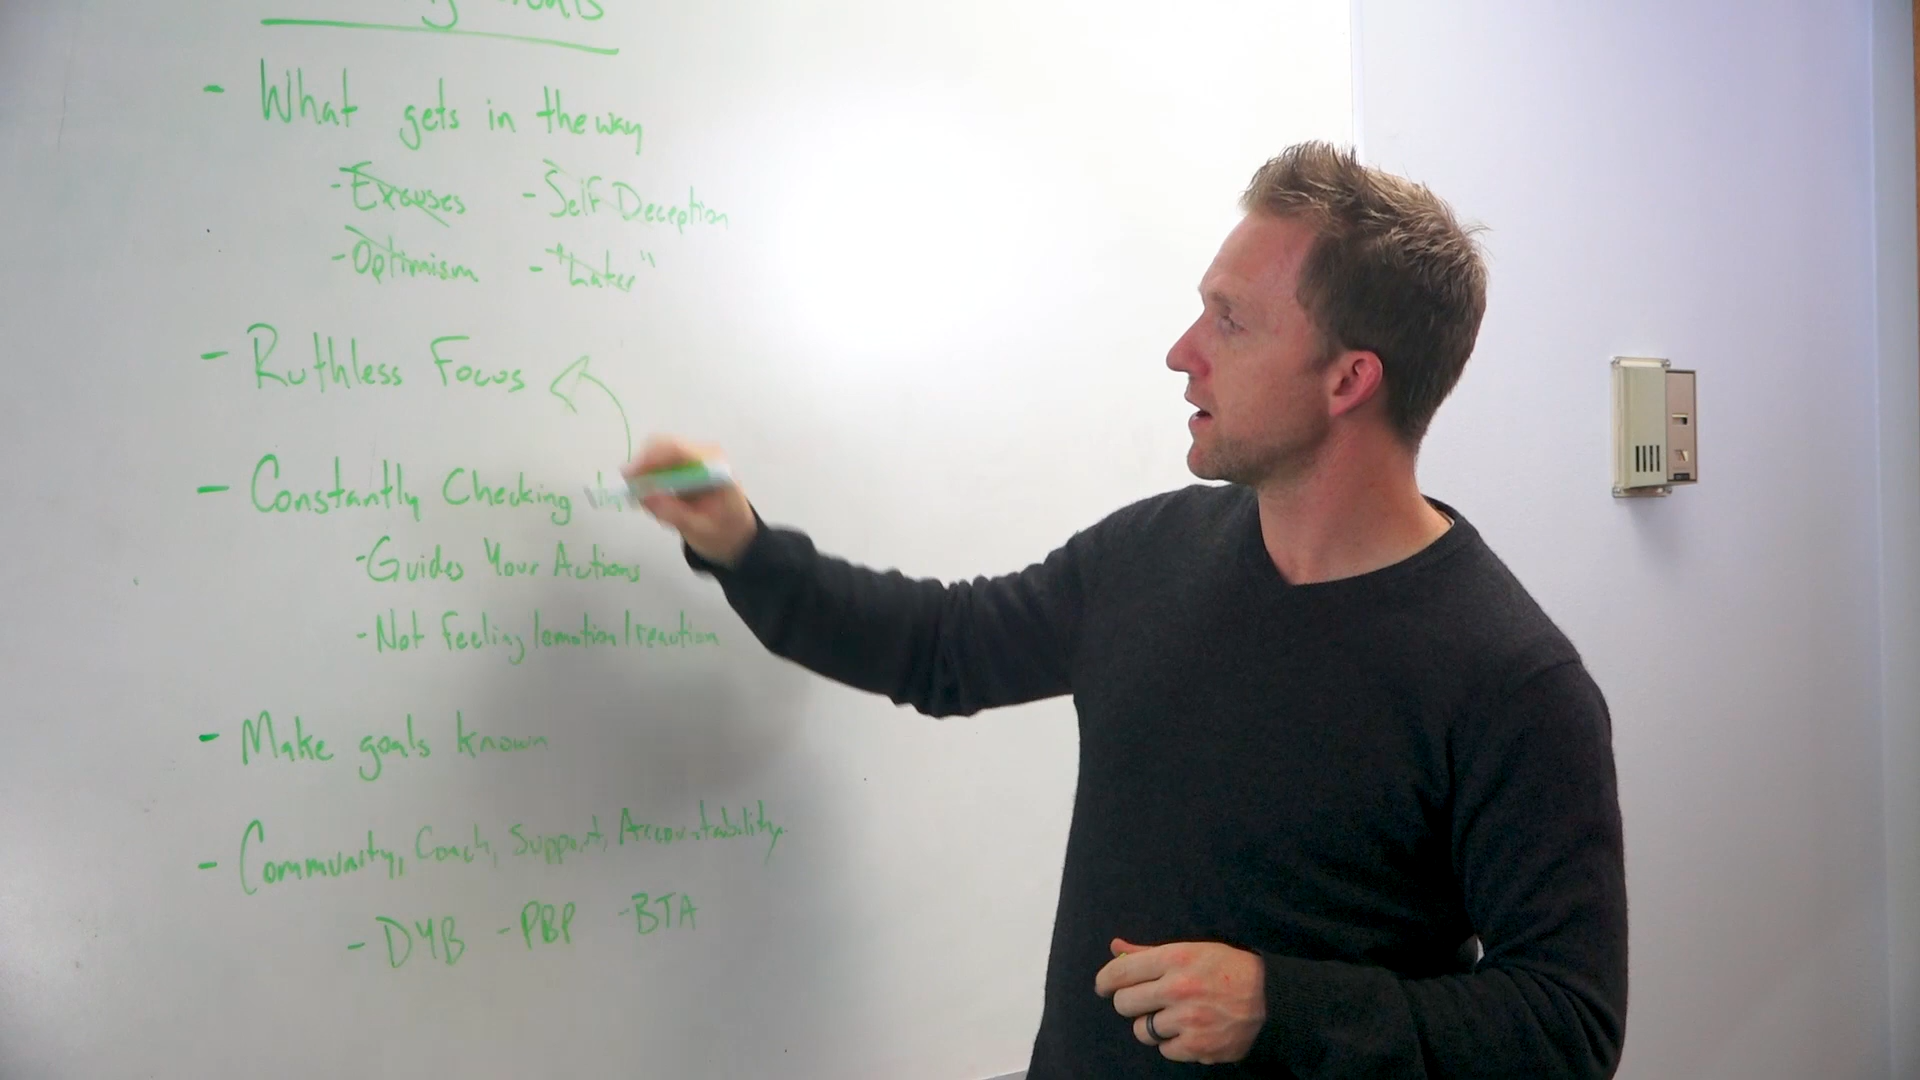 - What gets in the way
- Excuses - Self Deception
- Optimism - "Later"
- Ruthless Focus
- Constantly Checking in
- Guides Your Actions
- Not feeling/emotion/reaction
- Make goals known
- Community, Coach, Support, Accountability
- DYB - PBP - BTA